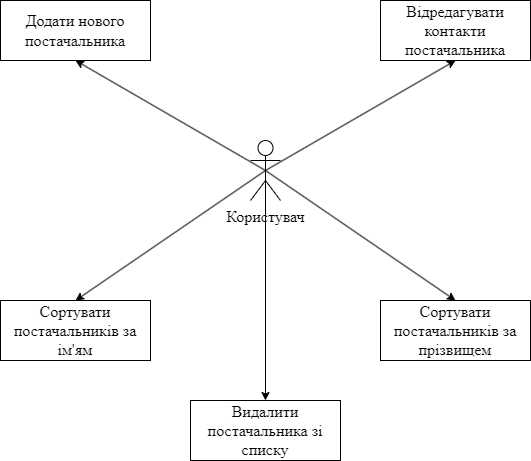 Додати нового
постачальника
Відредагувати
контакти
постачальника
Користувач
Сортувати
постачальників за
ім'ям
Сортувати
постачальників за
прізвищем
Видалити
постачальника зі
списку